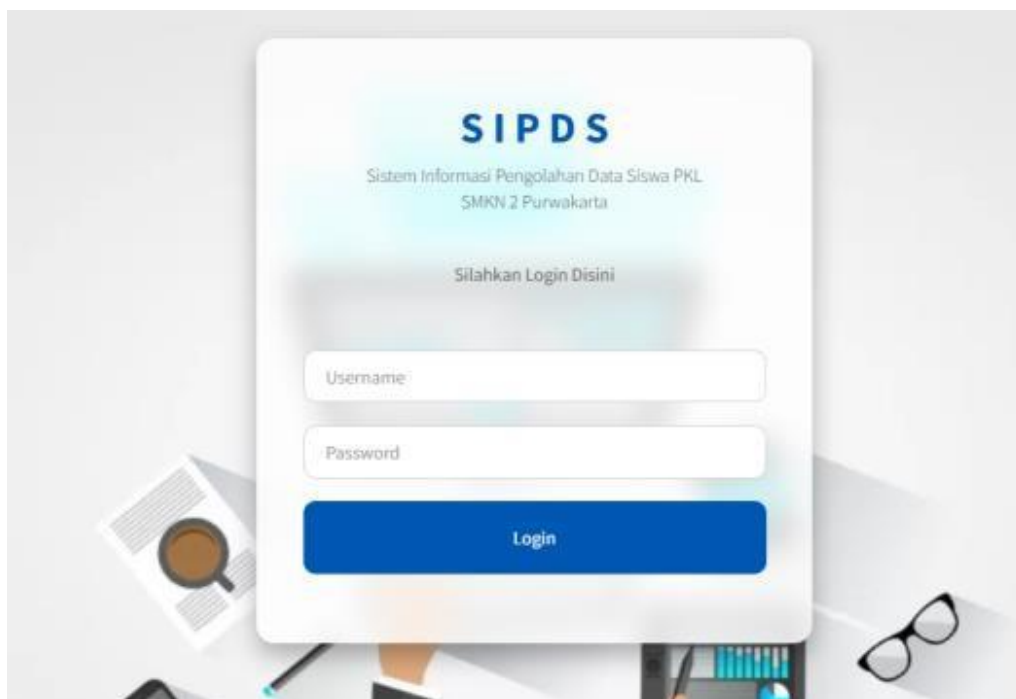 SIPDS
Sistem Informasi Pengolahan Data Siswa PKL
SMKN 2 Purwakarta
Silahkan Login Disini
Username
Password
Login